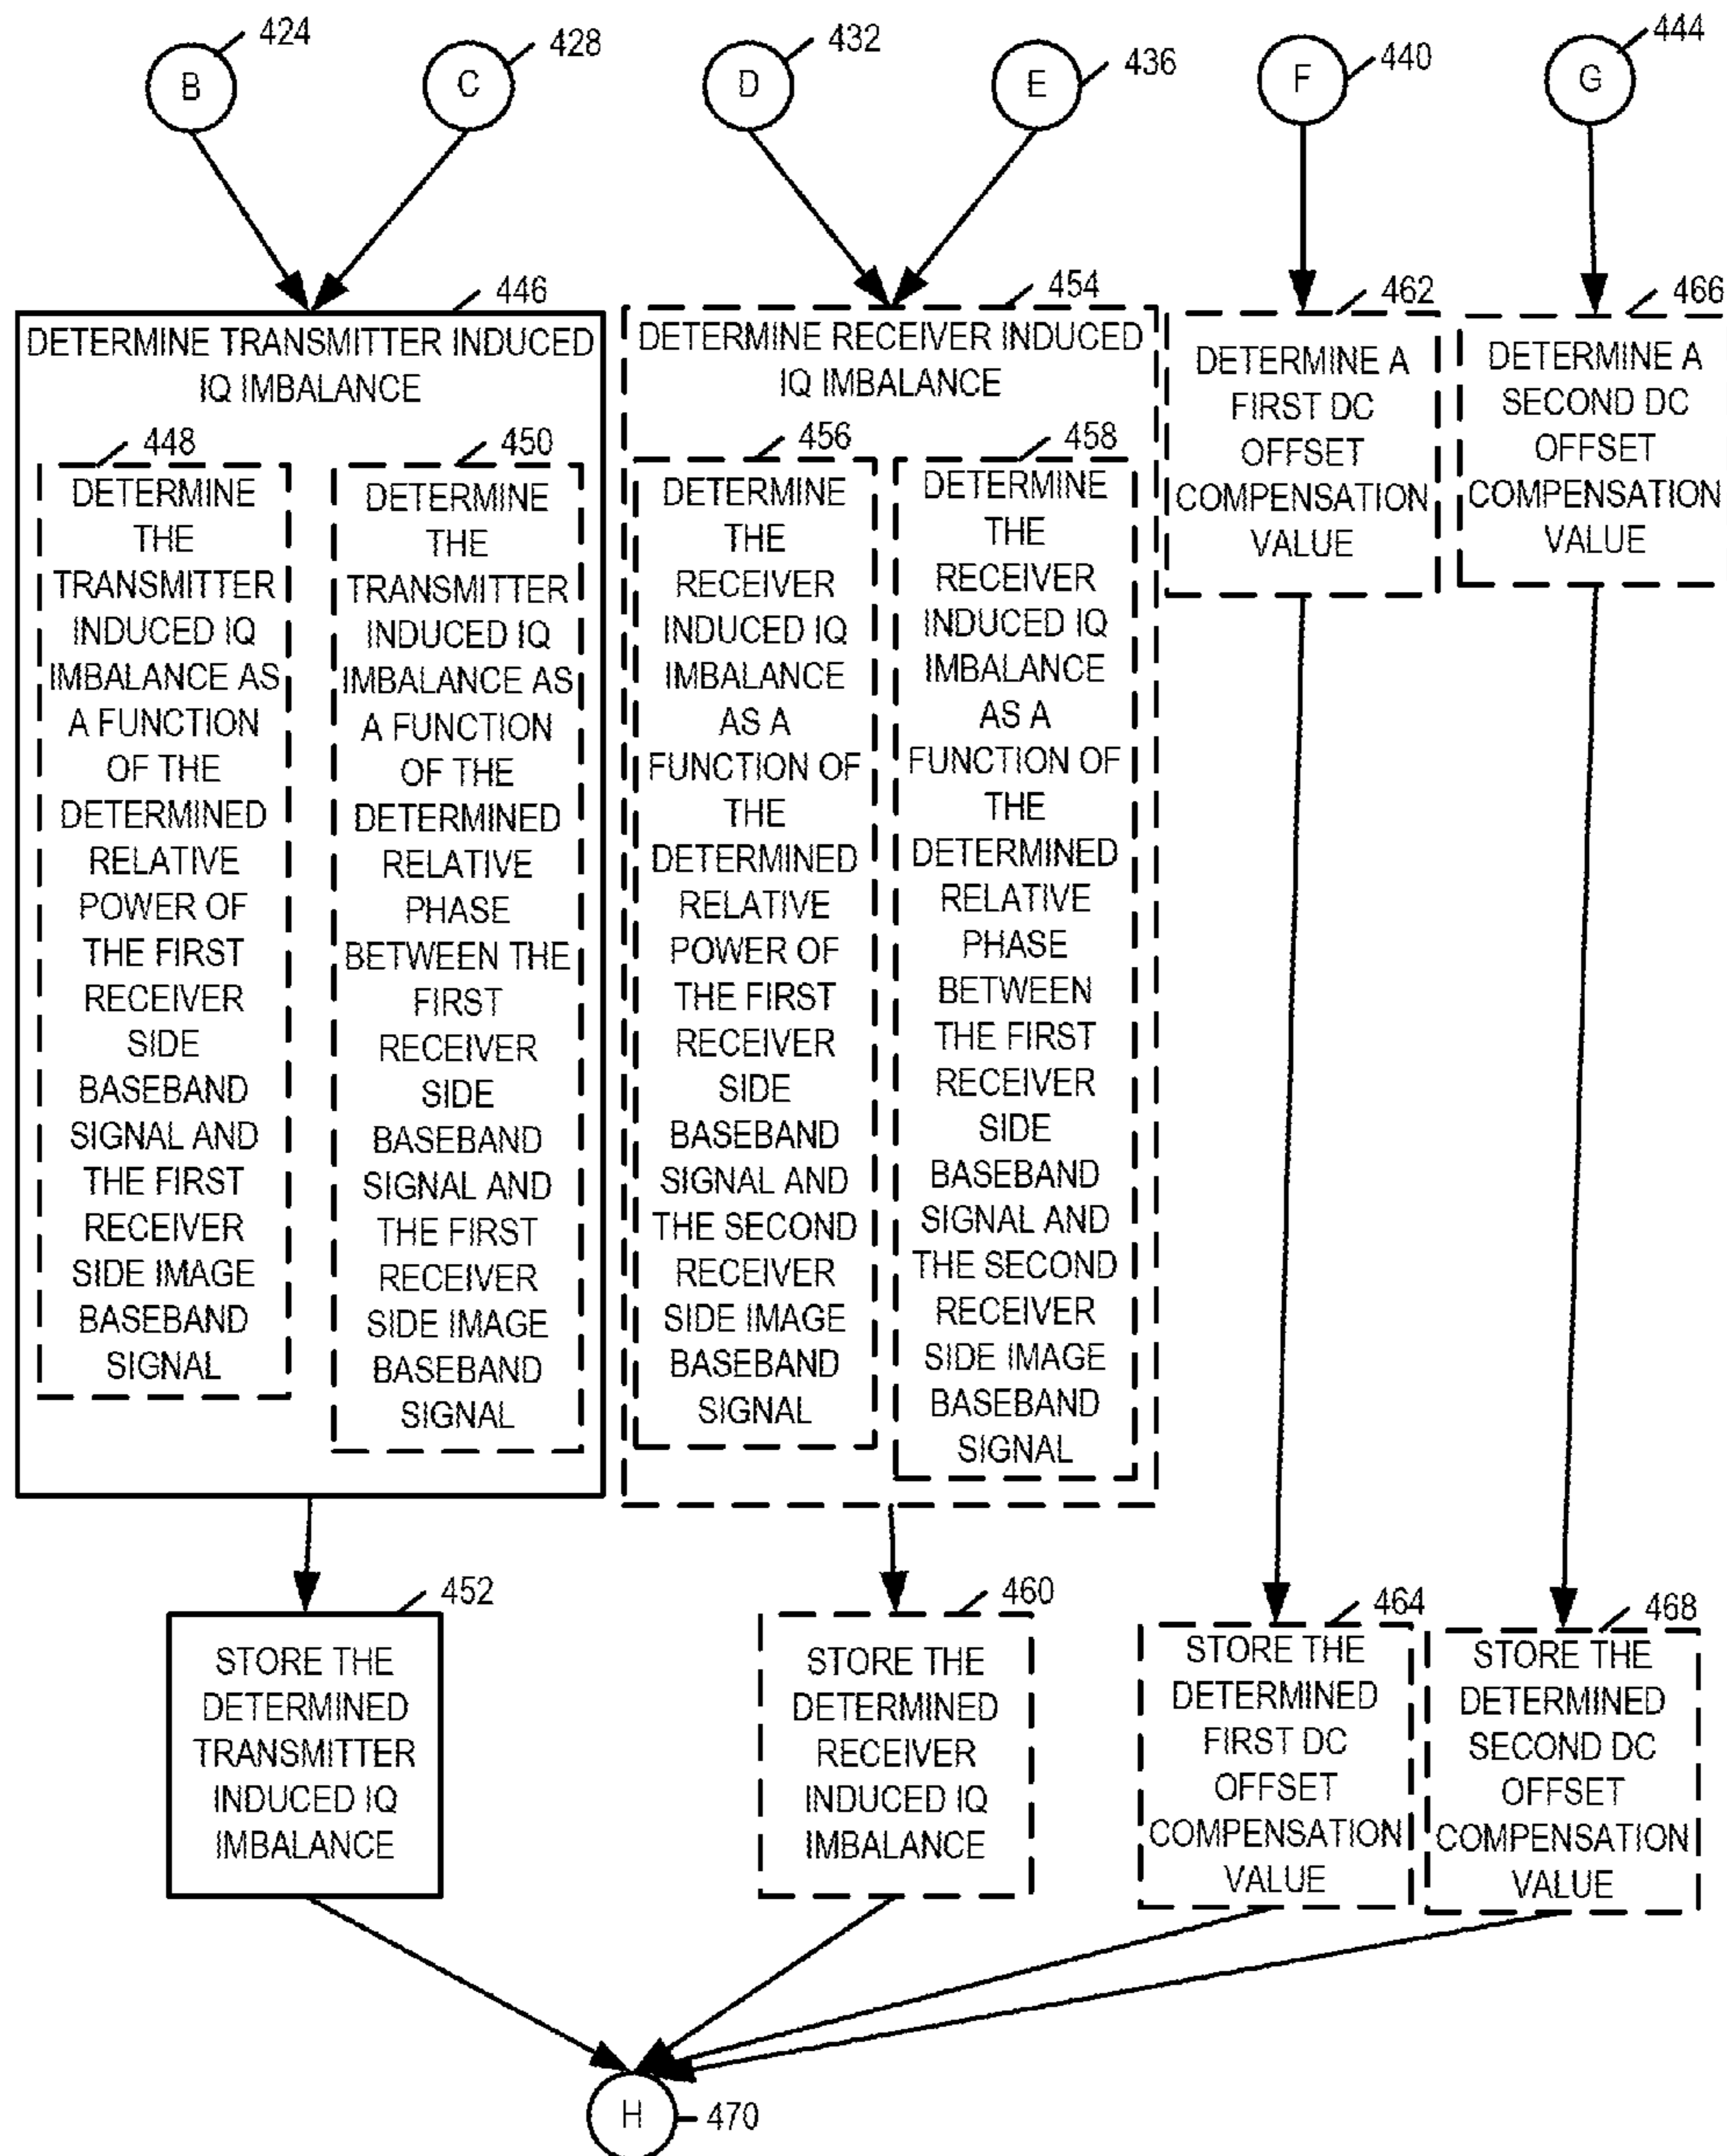 424
428
432
436
440
444
B
C
D
E
F
G
446
454
462
466
DETERMINE TRANSMITTER INDUCED
IQ IMBALANCE
448
DETERMINE
THE
TRANSMITTER
INDUCED IQ
IMBALANCE AS
A FUNCTION
OF THE
DETERMINED
RELATIVE
POWER OF
THE FIRST
RECEIVER
SIDE
BASEBAND
SIGNAL AND
THE FIRST
RECEIVER
SIDE IMAGE
BASEBAND
SIGNAL
450
DETERMINE
THE
TRANSMITTER
INDUCED IQ
IMBALANCE AS
A FUNCTION
OF THE
DETERMINED
RELATIVE
PHASE
BETWEEN THE
FIRST
RECEIVER
SIDE
BASEBAND
SIGNAL AND
THE FIRST
RECEIVER
SIDE IMAGE
BASEBAND
SIGNAL
DETERMINE RECEIVER INDUCED
IQ IMBALANCE
456
DETERMINE
THE
RECEIVER
INDUCED IQ
IMBALANCE
AS A
FUNCTION OF
THE
DETERMINED
RELATIVE
POWER OF
THE FIRST
RECEIVER
SIDE
BASEBAND
SIGNAL AND
THE SECOND
RECEIVER
SIDE IMAGE
BASEBAND
SIGNAL
458
DETERMINE
THE
RECEIVER
INDUCED IQ
IMBALANCE
AS A
FUNCTION OF
THE
DETERMINED
RELATIVE
PHASE
BETWEEN
THE FIRST
RECEIVER
SIDE
BASEBAND
SIGNAL AND
THE SECOND
RECEIVER
SIDE IMAGE
BASEBAND
SIGNAL
DETERMINE A
FIRST DC
OFFSET
COMPENSATION
VALUE
DETERMINE A
SECOND DC
OFFSET
COMPENSATION
VALUE
452
STORE THE
DETERMINED
TRANSMITTER
INDUCED IQ
IMBALANCE
460
STORE THE
DETERMINED
RECEIVER
INDUCED IQ
IMBALANCE
464
STORE THE
DETERMINED
FIRST DC
OFFSET
COMPENSATION
VALUE
468
STORE THE
DETERMINED
SECOND DC
OFFSET
COMPENSATION
VALUE
H
470